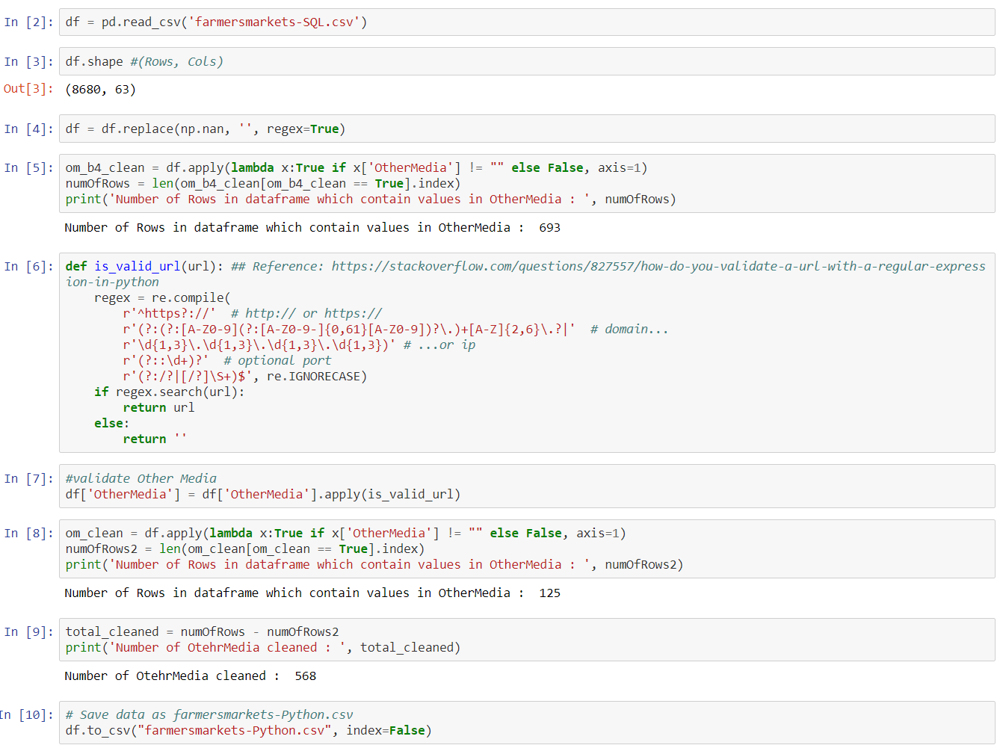 In [2]: df = pd.read_csv('farmersmarkets-SQL.csv')
In [3]: df.shape #(Rows, Cols)
Out[3]: (8680, 63)
In [4]: df = df.replace(np.nan, '', regex=True)
In [5]: om_b4_clean = df.apply(lambda x:True if x['OtherMedia'] != "" else False, axis=1)
numOfRows = len(om_b4_clean[om_b4_clean == True].index)
print('Number of Rows in dataframe which contain values in OtherMedia : ', numOfRows)
Number of Rows in dataframe which contain values in OtherMedia :  693
In [6]: def is_valid_url(url): ## Reference: https://stackoverflow.com/questions/827557/how-do-you-validate-a-url-with-a-regular-express
ion-in-python
    regex = re.compile(
        r'^https?://'  # http:// or https://
        r'(?:(?:[A-Z0-9](?:[A-Z0-9-]{0,61}[A-Z0-9])?\.)+[A-Z]{2,6}\.?|'  # domain...
        r'\d{1,3}\.\d{1,3}\.\d{1,3}\.\d{1,3})' # ...or ip
        r'(?::\d+)?'  # optional port
        r'(?:/?|[/?]\S+)$', re.IGNORECASE)
    if regex.search(url):
        return url
    else:
        return ''
In [7]: #validate Other Media
df['OtherMedia'] = df['OtherMedia'].apply(is_valid_url)
In [8]: om_clean = df.apply(lambda x:True if x['OtherMedia'] != "" else False, axis=1)
numOfRows2 = len(om_clean[om_clean == True].index)
print('Number of Rows in dataframe which contain values in OtherMedia : ', numOfRows2)
Number of Rows in dataframe which contain values in OtherMedia :  125
In [9]: total_cleaned = numOfRows - numOfRows2
print('Number of OtehrMedia cleaned : ', total_cleaned)
Number of OtehrMedia cleaned :  568
In [10]: # Save data as farmersmarkets-Python.csv
df.to_csv("farmersmarkets-Python.csv", index=False)